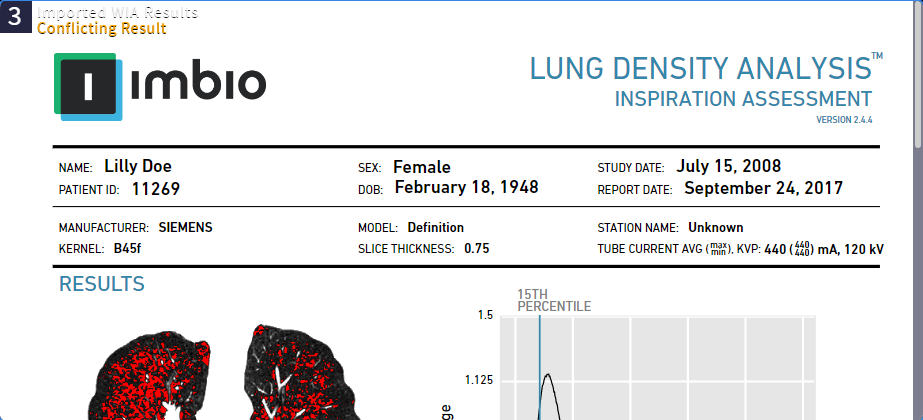 3
Imported WIA Results
Conflicting Result
I imbio
LUNG DENSITY ANALYSIS™
INSPIRATION ASSESSMENT
VERSION 2.4.4
NAME: Lilly Doe SEX: Female STUDY DATE: July 15, 2008
PATIENT ID: 11269 DOB: February 18, 1948 REPORT DATE: September 24, 2017
MANUFACTURER: SIEMENS MODEL: Definition STATION NAME: Unknown
KERNEL: B45f SLICE THICKNESS: 0.75 TUBE CURRENT AVG (max min), KVP: 440 (440 440) mA, 120 kV
RESULTS
15TH
PERCENTILE
1.5
1.125